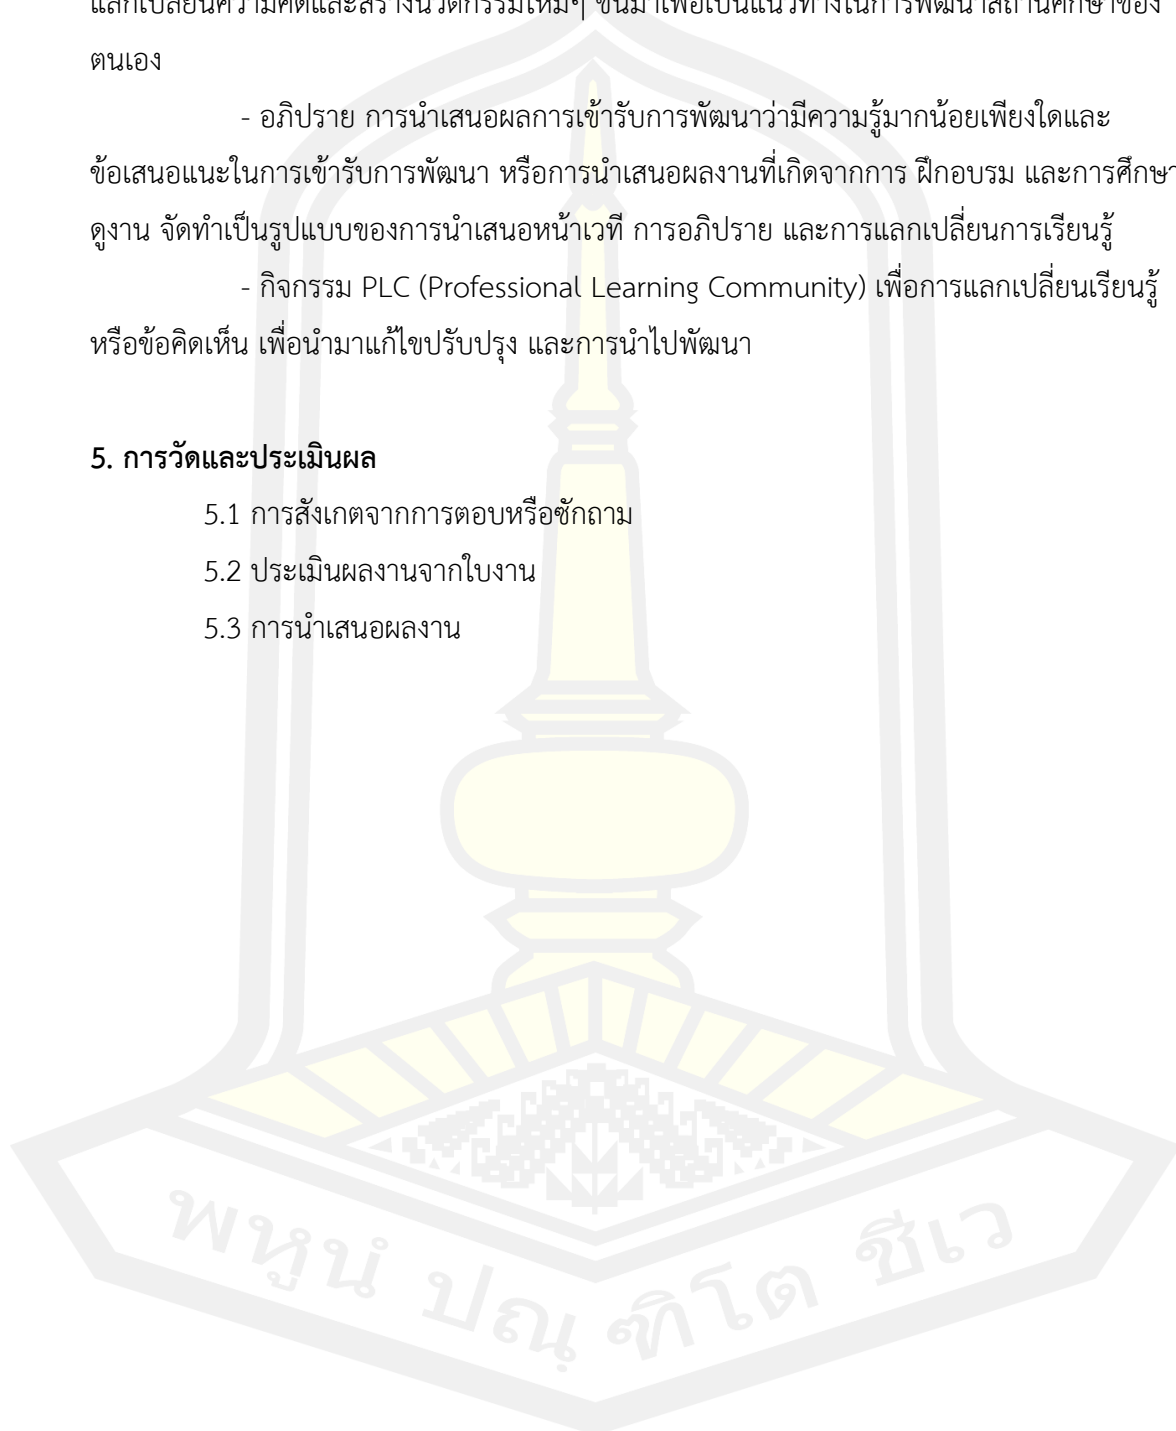 แลกเปลี่ยนความคิดและสร้างนวัตกรรมใหม่ๆ ขึ้นมาเพื่อเป็นแนวทางในการพัฒนาสถานศึกษาของ
ตนเอง
- อภิปราย การนำเสนอผลการเข้ารับการพัฒนาว่ามีความรู้มากน้อยเพียงใดและ
ข้อเสนอแนะในการเข้ารับการพัฒนา หรือการนำเสนอผลงานที่เกิดจากการ ฝึกอบรม และการศึกษา
ดูงาน จัดทำเป็นรูปแบบของการนำเสนอหน้าเวที การอภิปราย และการแลกเปลี่ยนการเรียนรู้
- กิจกรรม PLC (Professional Learning Community) เพื่อการแลกเปลี่ยนเรียนรู้
หรือข้อคิดเห็น เพื่อนำมาแก้ไขปรับปรุง และการนำไปพัฒนา
5. การวัดและประเมินผล
5.1 การสังเกตจากการตอบหรือซักถาม
5.2 ประเมินผลงานจากใบงาน
5.3 การนำเสนอผลงาน
พหูนํ ปณฺฑิโต ชีเว